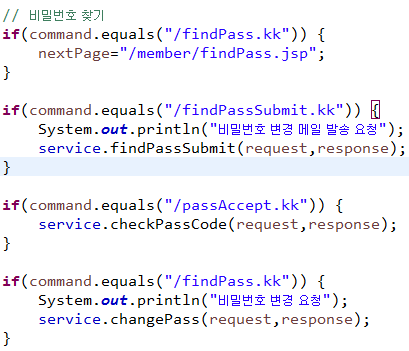 // 비밀번호 찾기
if(command.equals("/findPass.kk")) {
nextPage="/member/findPass.jsp";
}
if(command.equals("/findPassSubmit.kk")) {
System.out.println("비밀번호 변경 메일 발송 요청");
service.findPassSubmit(request,response);
}
if(command.equals("/passAccept.kk")) {
service.checkPassCode(request,response);
}
if(command.equals("/findPass.kk")) {
System.out.println("비밀번호 변경 요청");
service.changePass(request,response);
}